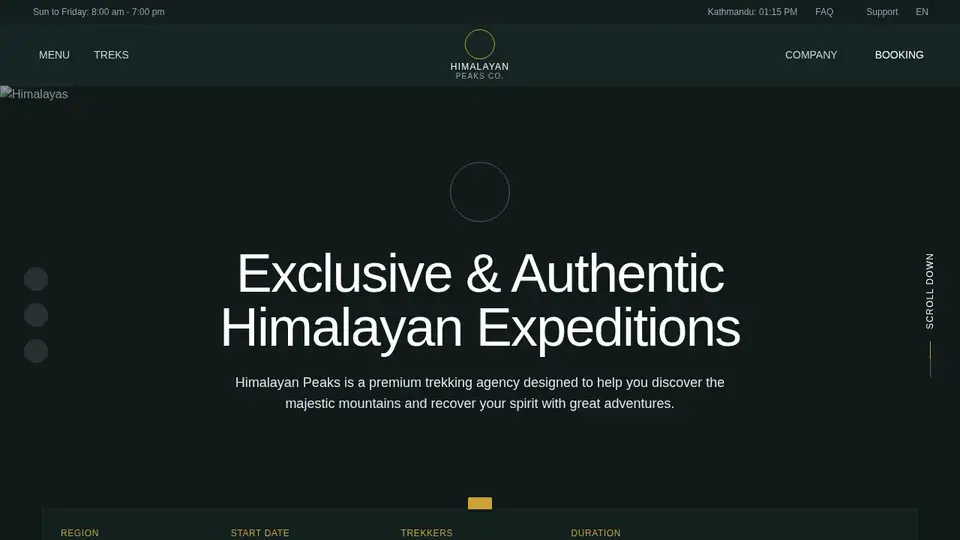 Sun to Friday: 8:00 am - 7:00 pm
Kathmandu: 01:15 PM FAQ Support EN
MENU TREKS
HIMALAYAN
PEAKS CO.
COMPANY BOOKING
Himalayas
Exclusive & Authentic
Himalayan Expeditions
Himalayan Peaks is a premium trekking agency designed to help you discover the
majestic mountains and recover your spirit with great adventures.
SCROLL DOWN
REGION START DATE TREKKERS DURATION